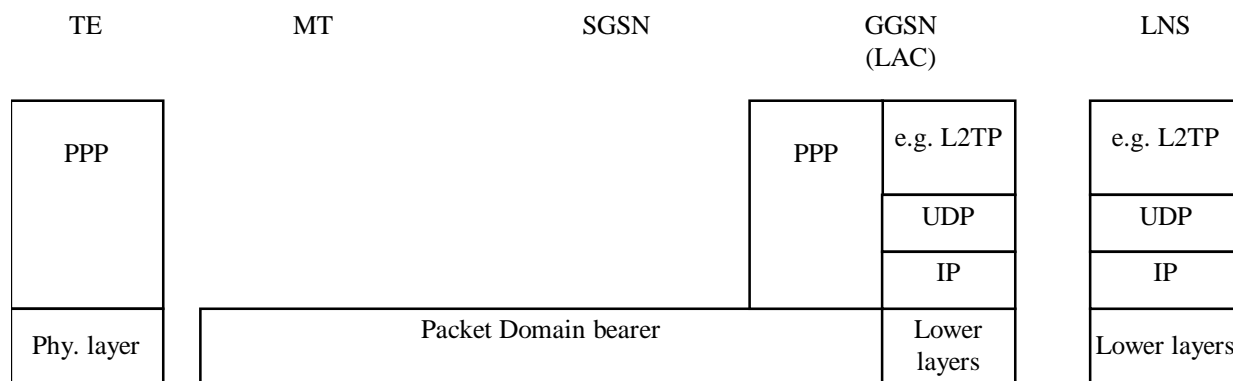 TE MT SGSN GGSN LNS
(LAC)
PPP PPP e.g. L2TP e.g. L2TP
UDP UDP
IP IP
Phy. layer Packet Domain bearer Lower Lower layers
layers